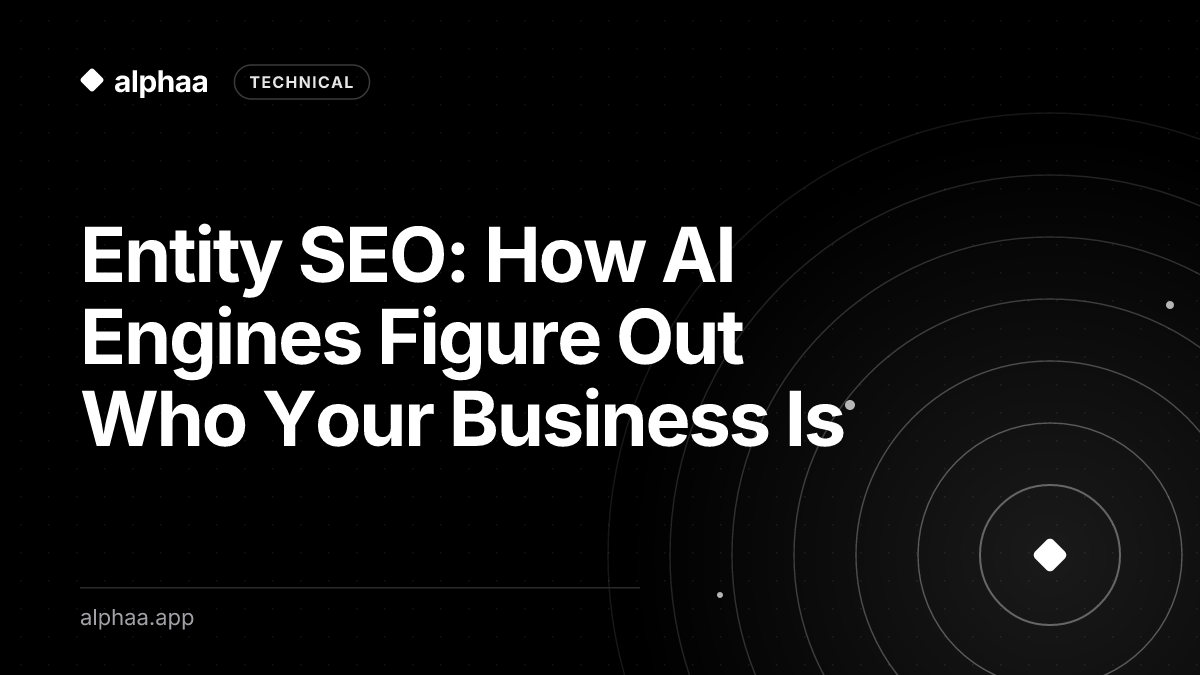 alphaa
TECHNICAL
Entity SEO: How AI
Engines Figure Out
Who Your Business Is
alphaa.app